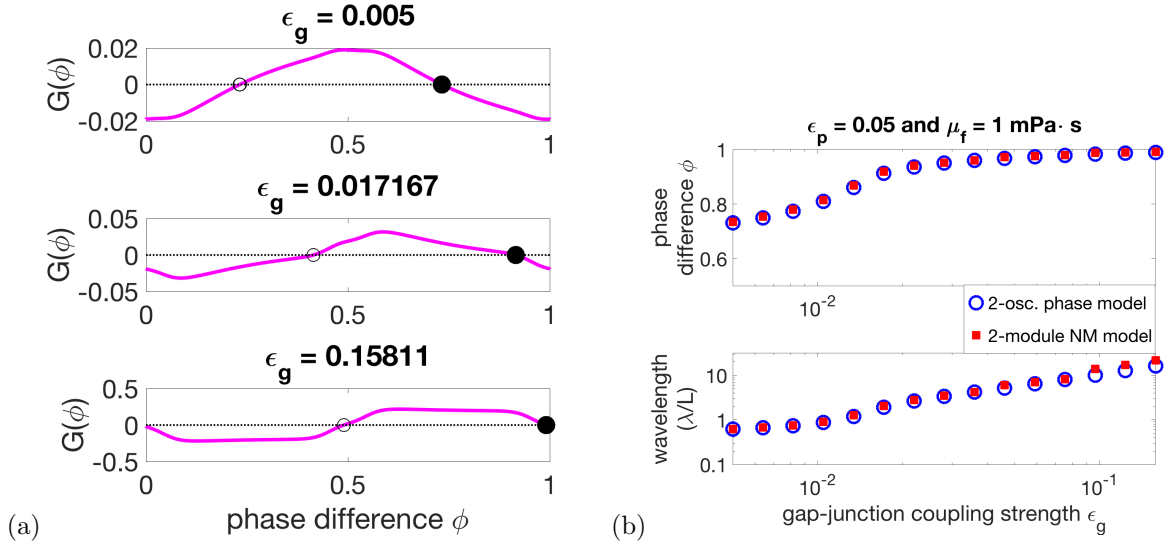 ϵg = 0.005
G(ϕ)
0.02
0
-0.02
0
0.5
1
ϵg = 0.017167
G(ϕ)
0.05
0
-0.05
0
0.5
1
ϵg = 0.15811
G(ϕ)
0.5
0
-0.5
0
0.5
1
phase difference ϕ
(a)
ϵp = 0.05 and μf = 1 mPa· s
phase
difference ϕ
1
0.8
0.6
10-2
2-osc. phase model
2-module NM model
wavelength
(λ/L)
10
1
0.1
10-2
10-1
gap-junction coupling strength ϵg
(b)